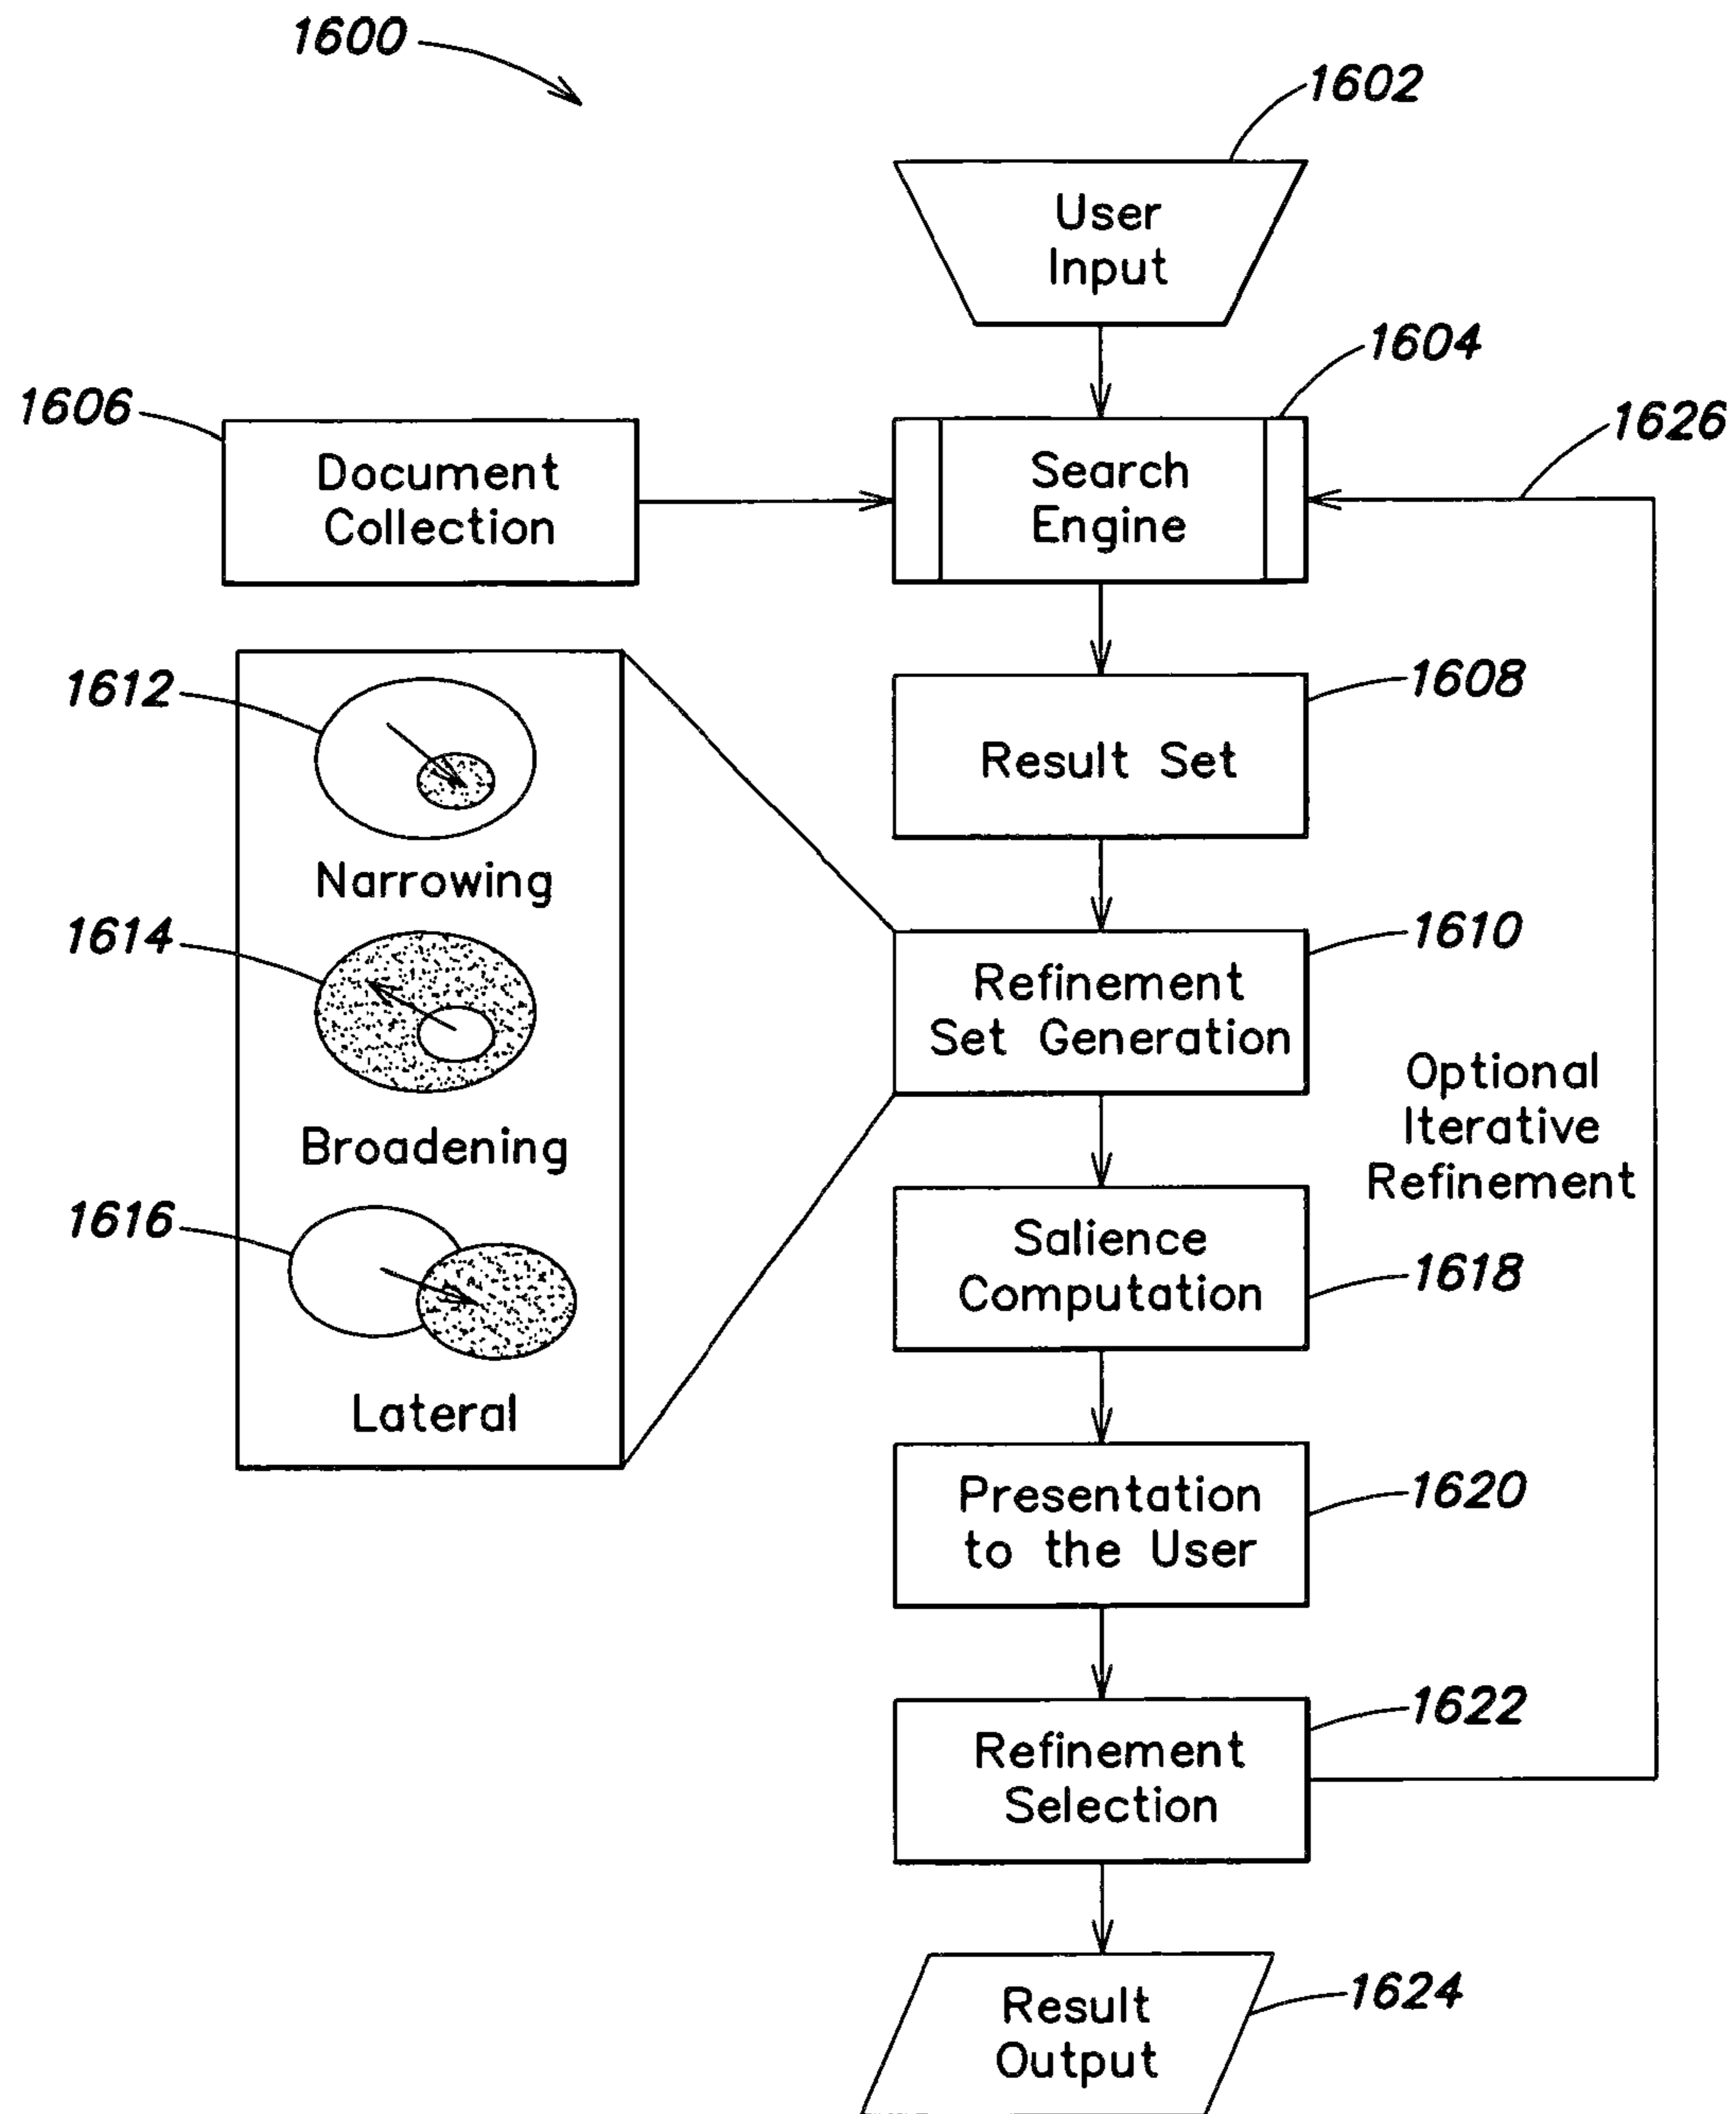 1600
1602
User
Input
1604
1606
1626
Document
Collection
Search
Engine
1612
1608
Result Set
Narrowing
1614
1610
Refinement
Set Generation
Optional
Iterative
Refinement
Broadening
1616
Salience
Computation
1618
Lateral
Presentation
to the User
1620
1622
Refinement
Selection
Result
Output
1624